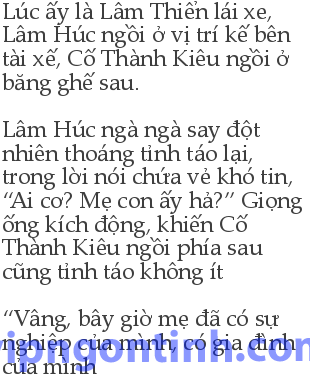 Lúc ấy là Lâm Thiển lái xe,
Lâm Húc ngồi ở vị trí kế bên
tài xế, Cố Thành Kiêu ngồi ở
băng ghế sau.
Lâm Húc ngà ngà say đột
nhiên thoáng tỉnh táo lại,
trong lời nói chứa vẻ khó tin,
“Ai cơ? Mẹ con ấy hả?” Giọng
ống kích động, khiến Cố
Thành Kiêu ngồi phía sau
cũng tỉnh táo không ít
“Vâng, bây giờ mẹ đã có sự
nghiệp của mình, có gia đình
của mình